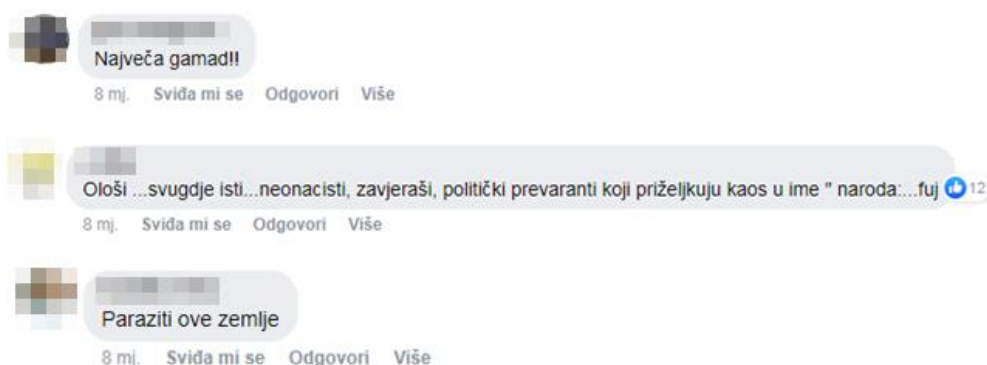 Največa gamad!!
8 mj. Sviđa mi se Odgovori Više
Ološi ...svugdje isti...neonacisti, zavjeraši, politički prevaranti koji priželjkuju kaos u ime " naroda:...fuj 12
8 mj. Sviđa mi se Odgovori Više
Paraziti ove zemlje
8 mj. Sviđa mi se Odgovori Više